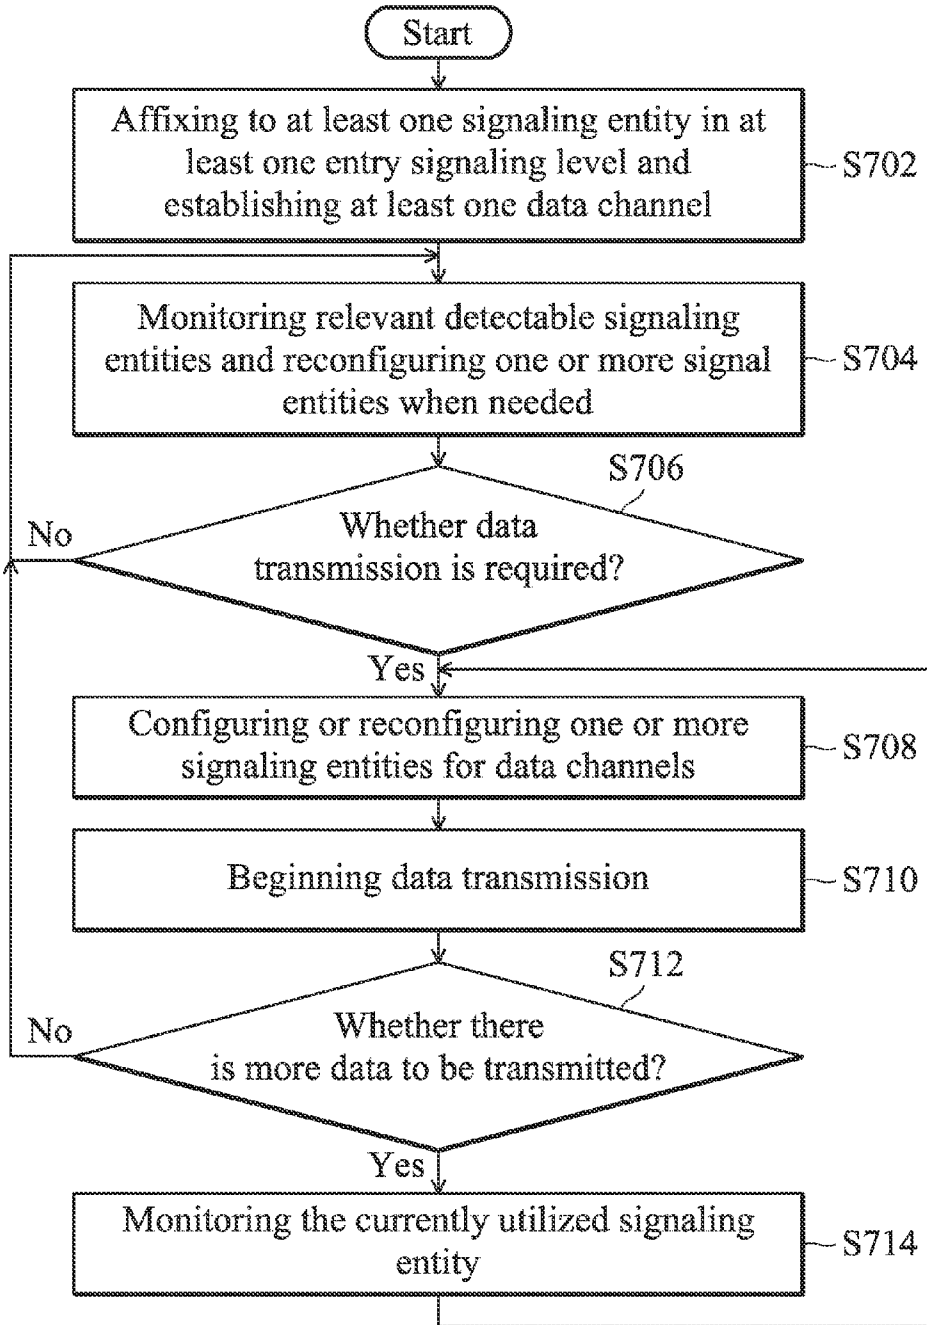 Start
Affixing to at least one signaling entity in at
least one entry signaling level and
establishing at least one data channel
S702
Monitoring relevant detectable signaling
entities and reconfiguring one or more signal
entities when needed
S704
S706
Whether data
transmission is required?
No
Yes
Configuring or reconfiguring one or more
signaling entities for data channels
S708
Beginning data transmission
S710
S712
Whether there
is more data to be transmitted?
No
Yes
Monitoring the currently utilized signaling
entity
S714